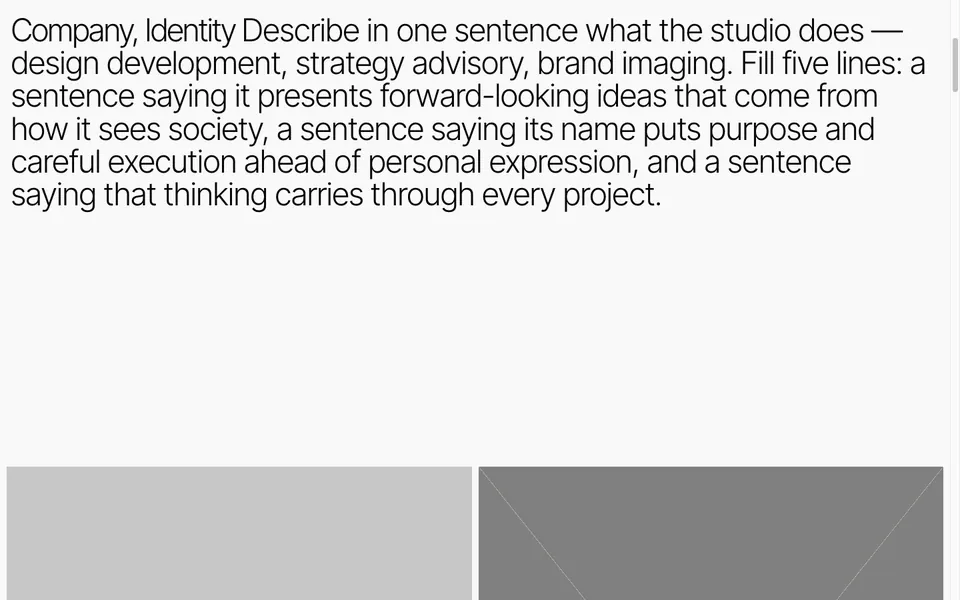 Company, Identity Describe in one sentence what the studio does —
design development, strategy advisory, brand imaging. Fill five lines: a
sentence saying it presents forward-looking ideas that come from
how it sees society, a sentence saying its name puts purpose and
careful execution ahead of personal expression, and a sentence
saying that thinking carries through every project.